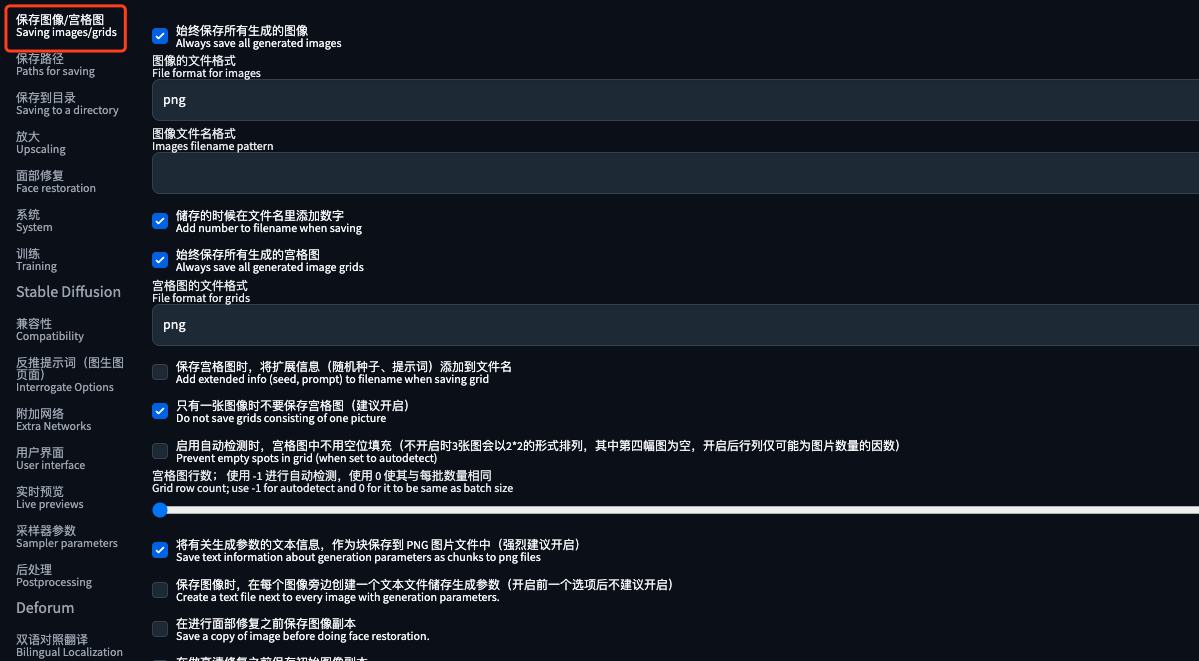 保存图像/宫格图
Saving images/grids
保存路径
Paths for saving
保存到目录
Saving to a directory
放大
Upscaling
面部修复
Face restoration
系统
System
训练
Training
Stable Diffusion
兼容性
Compatibility
反推提示词（图生图
页面）
Interrogate Options
附加网络
Extra Networks
用户界面
User interface
实时预览
Live previews
采样器参数
Sampler parameters
后处理
Postprocessing
Deforum
双语对照翻译
Bilingual Localization
始终保存所有生成的图像
Always save all generated images
图像的文件格式
File format for images
png
图像文件名格式
Images filename pattern
储存的时候在文件名里添加数字
Add number to filename when saving
始终保存所有生成的宫格图
Always save all generated image grids
宫格图的文件格式
File format for grids
png
保存宫格图时，将扩展信息（随机种子、提示词）添加到文件名
Add extended info (seed, prompt) to filename when saving grid
只有一张图像时不要保存宫格图（建议开启）
Do not save grids consisting of one picture
启用自动检测时，宫格图中不用空位填充（不开启时3张图会以2*2的形式排列，其中第四幅图为空，开启后行列仅可能为图片数量的因数）
Prevent empty spots in grid (when set to autodetect)
宫格图行数； 使用 -1 进行自动检测，使用 0 使其与每批数量相同
Grid row count; use -1 for autodetect and 0 for it to be same as batch size
将有关生成参数的文本信息，作为块保存到 PNG 图片文件中（强烈建议开启）
Save text information about generation parameters as chunks to png files
保存图像时，在每个图像旁边创建一个文本文件储存生成参数（开启前一个选项后不建议开启）
Create a text file next to every image with generation parameters.
在进行面部修复之前保存图像副本
Save a copy of image before doing face restoration.